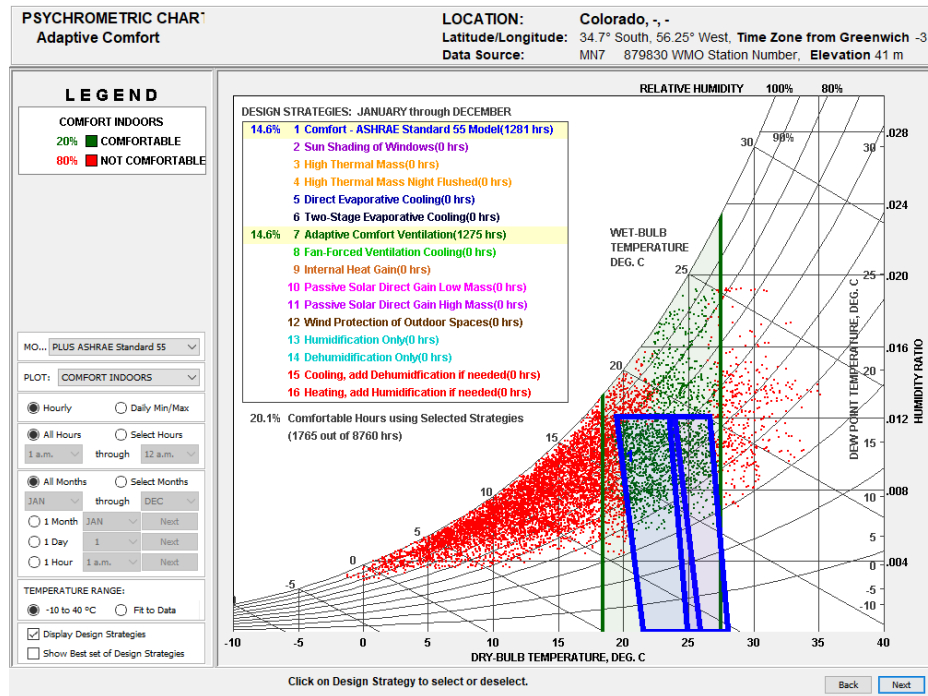 PSYCHROMETRIC CHART
Adaptive Comfort
LOCATION: Colorado, -, -
Latitude/Longitude: 34.7° South, 56.25° West, Time Zone from Greenwich -3
Data Source: MN7 879830 WMO Station Number, Elevation 41 m
LEGEND
COMFORT INDOORS
20% COMFORTABLE
80% NOT COMFORTABLE
MO... PLUS ASHRAE Standard 55
PLOT: COMFORT INDOORS
Hourly Daily Min/Max
All Hours Select Hours
1 a.m. through 12 a.m.
All Months Select Months
JAN through DEC
1 Month JAN Next
1 Day 1 Next
1 Hour 1 a.m. Next
TEMPERATURE RANGE:
-10 to 40 °C Fit to Data
Display Design Strategies
Show Best set of Design Strategies
RELATIVE HUMIDITY 100% 80%
90%
DESIGN STRATEGIES: JANUARY through DECEMBER
14.6% 1 Comfort - ASHRAE Standard 55 Model(1281 hrs)
2 Sun Shading of Windows(0 hrs)
3 High Thermal Mass(0 hrs)
4 High Thermal Mass Night Flushed(0 hrs)
5 Direct Evaporative Cooling(0 hrs)
6 Two-Stage Evaporative Cooling(0 hrs)
14.6% 7 Adaptive Comfort Ventilation(1275 hrs)
8 Fan-Forced Ventilation Cooling(0 hrs)
9 Internal Heat Gain(0 hrs)
10 Passive Solar Direct Gain Low Mass(0 hrs)
11 Passive Solar Direct Gain High Mass(0 hrs)
12 Wind Protection of Outdoor Spaces(0 hrs)
13 Humidification Only(0 hrs)
14 Dehumidification Only(0 hrs)
15 Cooling, add Dehumidfication if needed(0 hrs)
16 Heating, add Humidification if needed(0 hrs)
20.1% Comfortable Hours using Selected Strategies
(1765 out of 8760 hrs)
WET-BULB
TEMPERATURE
DEG. C
-5
0
5
10
15
20
25
30
DEW POINT TEMPERATURE, DEG. C
30
25
20
15
10
5
0
-5
-10
HUMIDITY RATIO
.028
.024
.020
.016
.012
.008
.004
-10 -5 0 5 10 15 20 25 30 35 40
DRY-BULB TEMPERATURE, DEG. C
Click on Design Strategy to select or deselect.
Back Next